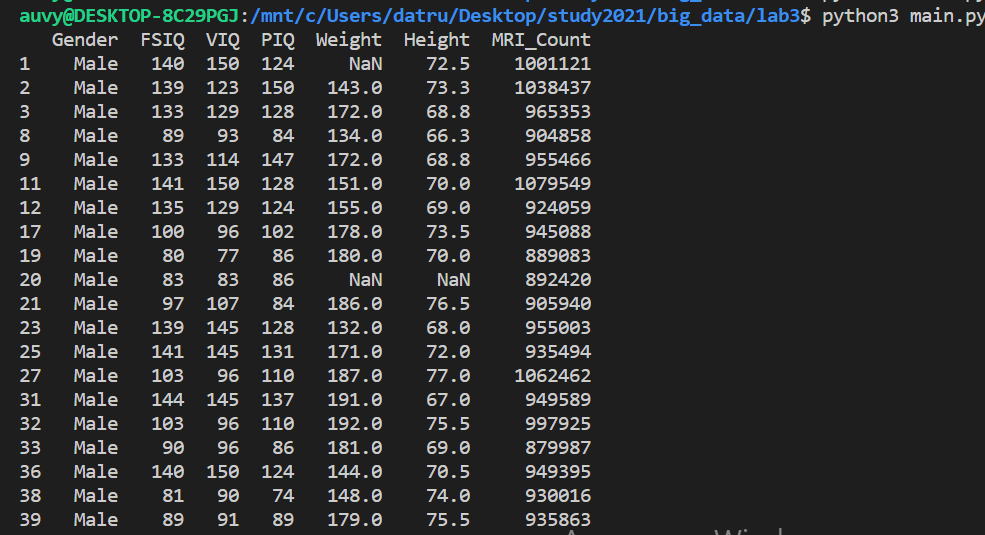 auvy@DESKTOP-8C29PGJ:/mnt/c/Users/datru/Desktop/study2021/big_data/lab3$ python3 main.py
Gender FSIQ VIQ PIQ Weight Height MRI_Count
1 Male 140 150 124 NaN 72.5 1001121
2 Male 139 123 150 143.0 73.3 1038437
3 Male 133 129 128 172.0 68.8 965353
8 Male 89 93 84 134.0 66.3 904858
9 Male 133 114 147 172.0 68.8 955466
11 Male 141 150 128 151.0 70.0 1079549
12 Male 135 129 124 155.0 69.0 924059
17 Male 100 96 102 178.0 73.5 945088
19 Male 80 77 86 180.0 70.0 889083
20 Male 83 83 86 NaN NaN 892420
21 Male 97 107 84 186.0 76.5 905940
23 Male 139 145 128 132.0 68.0 955003
25 Male 141 145 131 171.0 72.0 935494
27 Male 103 96 110 187.0 77.0 1062462
31 Male 144 145 137 191.0 67.0 949589
32 Male 103 96 110 192.0 75.5 997925
33 Male 90 96 86 181.0 69.0 879987
36 Male 140 150 124 144.0 70.5 949395
38 Male 81 90 74 148.0 74.0 930016
39 Male 89 91 89 179.0 75.5 935863